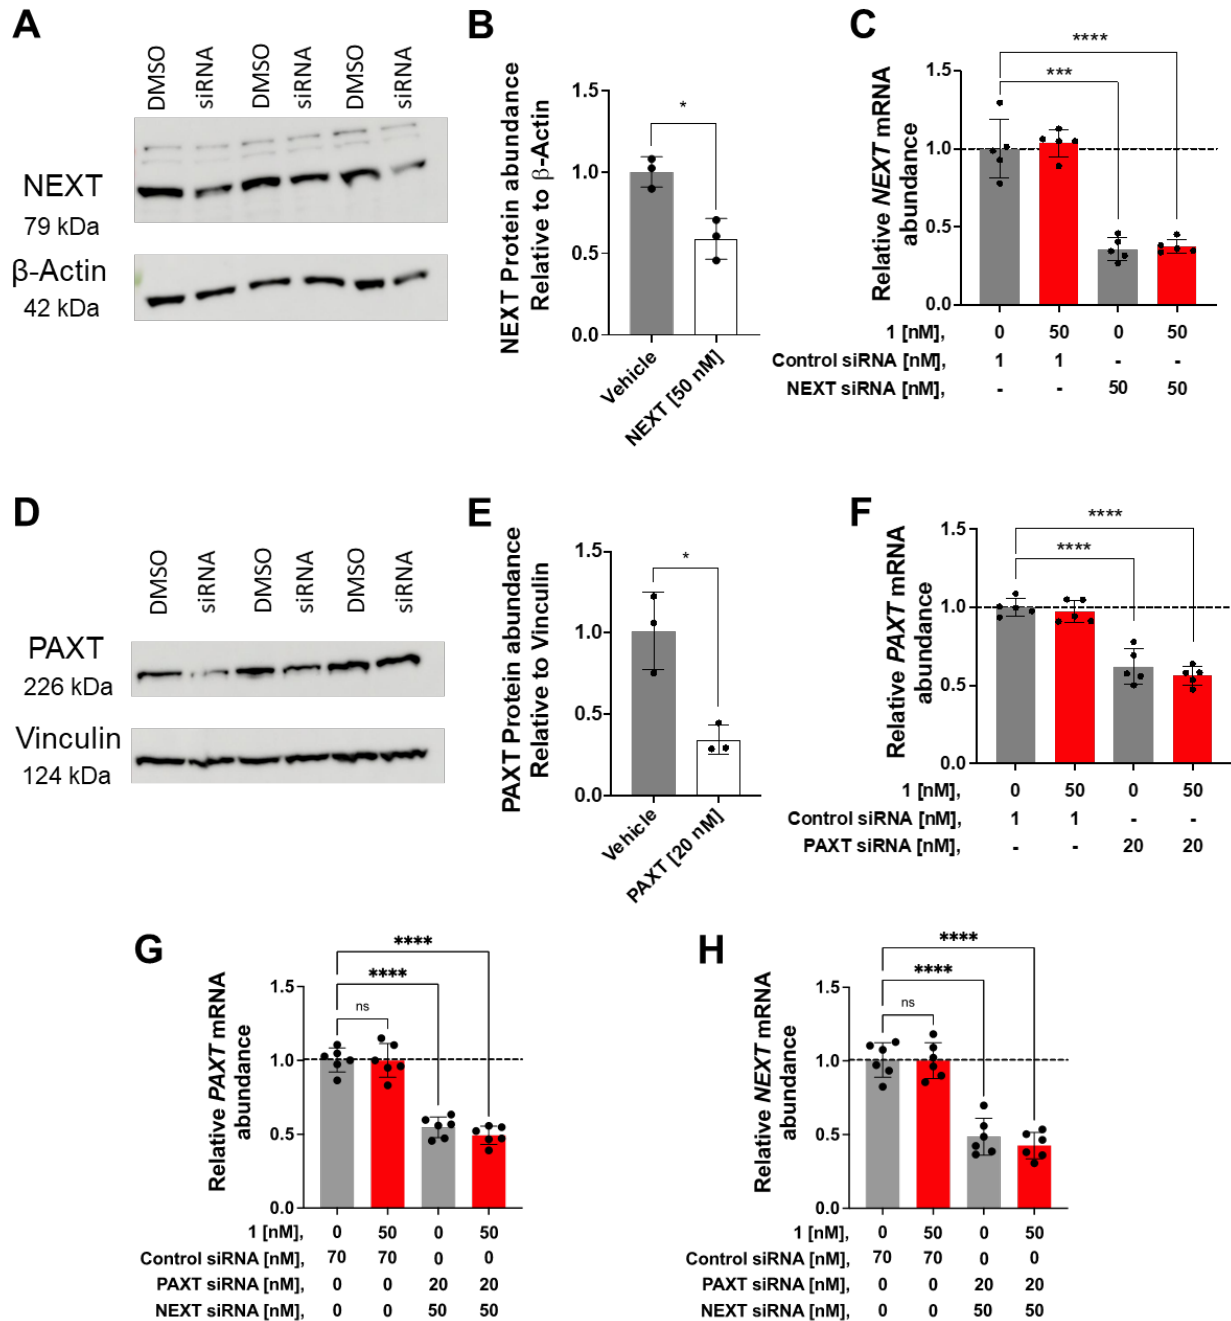 A
DMSO
siRNA
DMSO
siRNA
DMSO
siRNA
NEXT
79 kDa
β-Actin
42 kDa
B
NEXT Protein abundance
Relative to β-Actin
1.5
1.0
0.5
0.0
*
Vehicle
NEXT [50 nM]
C
Relative NEXT mRNA
abundance
1.5
1.0
0.5
0.0
****
***
1 [nM], 0 50 0 50
Control siRNA [nM], 1 1 - -
NEXT siRNA [nM], - - 50 50
D
DMSO
siRNA
DMSO
siRNA
DMSO
siRNA
PAXT
226 kDa
Vinculin
124 kDa
E
PAXT Protein abundance
Relative to Vinculin
1.5
1.0
0.5
0.0
*
Vehicle
PAXT [20 nM]
F
Relative PAXT mRNA
abundance
1.5
1.0
0.5
0.0
****
****
1 [nM], 0 50 0 50
Control siRNA [nM], 1 1 - -
PAXT siRNA [nM], - - 20 20
G
Relative PAXT mRNA
abundance
1.5
1.0
0.5
0.0
****
****
ns
1 [nM], 0 50 0 50
Control siRNA [nM], 70 70 0 0
PAXT siRNA [nM], 0 0 20 20
NEXT siRNA [nM], 0 0 50 50
H
Relative NEXT mRNA
abundance
1.5
1.0
0.5
0.0
****
****
ns
1 [nM], 0 50 0 50
Control siRNA [nM], 70 70 0 0
PAXT siRNA [nM], 0 0 20 20
NEXT siRNA [nM], 0 0 50 50